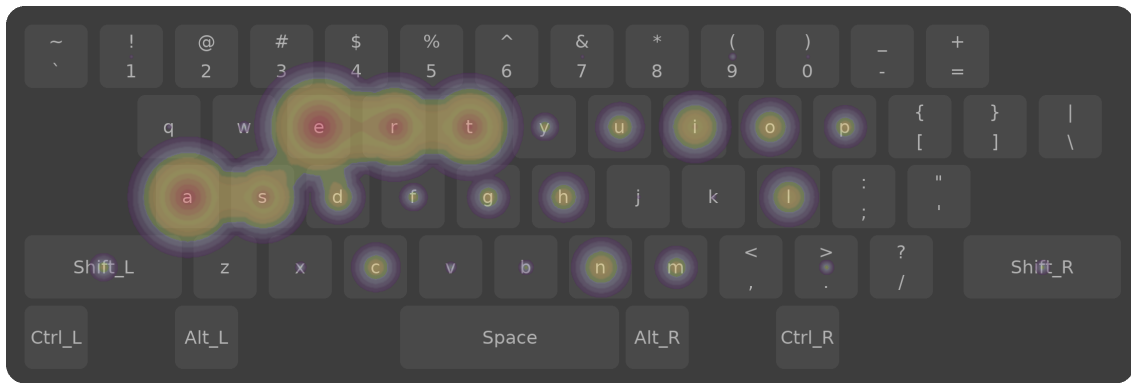 ~ ! @ # $ % ^ & * ( ) _ +
` 1 2 3 4 5 6 7 8 9 0 - =
q w e r t y u i o p { } |
[ ] \
a s d f g h j k l : "
; '
Shift_L z x c v b n m < > ? Shift_R
, . /
Ctrl_L Alt_L Space Alt_R Ctrl_R